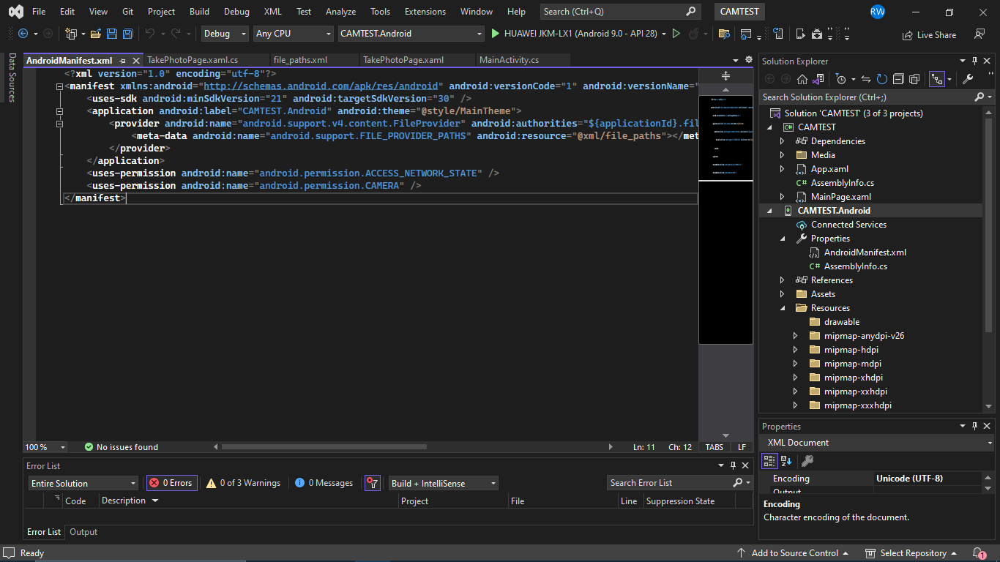 File Edit View Git Project Build Debug XML Test Analyze Tools Extensions Window Help Search (Ctrl+Q) CAMTEST RW
Debug Any CPU CAMTEST.Android HUAWEI JKM-LX1 (Android 9.0 - API 28) Live Share
Data Sources
AndroidManifest.xml TakePhotoPage.xaml.cs file_paths.xml TakePhotoPage.xaml MainActivity.cs
<?xml version="1.0" encoding="utf-8"?>
<manifest xmlns:android="http://schemas.android.com/apk/res/android" android:versionCode="1" android:versionName="
<uses-sdk android:minSdkVersion="21" android:targetSdkVersion="30" />
<application android:label="CAMTEST.Android" android:theme="@style/MainTheme">
<provider android:name="android.support.v4.content.FileProvider" android:authorities="${applicationId}.fil
<meta-data android:name="android.support.FILE_PROVIDER_PATHS" android:resource="@xml/file_paths"></met
</provider>
</application>
<uses-permission android:name="android.permission.ACCESS_NETWORK_STATE" />
<uses-permission android:name="android.permission.CAMERA" />
</manifest>
100 % No issues found Ln: 11 Ch: 12 TABS LF
Error List
Entire Solution 0 Errors 0 of 3 Warnings 0 Messages Build + IntelliSense Search Error List
Code Description Project File Line Suppression State
Error List Output
Solution Explorer
Search Solution Explorer (Ctrl+;)
Solution 'CAMTEST' (3 of 3 projects)
CAMTEST
Dependencies
Media
App.xaml
C# AssemblyInfo.cs
MainPage.xaml
CAMTEST.Android
Connected Services
Properties
AndroidManifest.xml
C# AssemblyInfo.cs
References
Assets
Resources
drawable
mipmap-anydpi-v26
mipmap-hdpi
mipmap-mdpi
mipmap-xhdpi
mipmap-xxhdpi
mipmap-xxxhdpi
Properties
XML Document
Encoding Unicode (UTF-8)
Output
Encoding
Character encoding of the document.
Ready Add to Source Control Select Repository 1